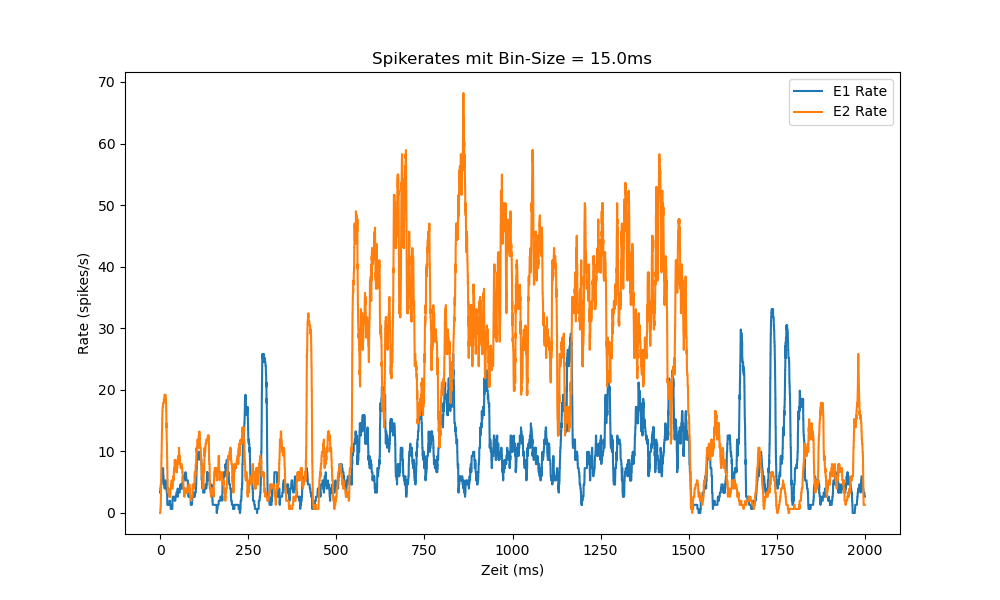 Spikerates mit Bin-Size = 15.0ms
E1 Rate
E2 Rate
Rate (spikes/s)
70
60
50
40
30
20
10
0
0 250 500 750 1000 1250 1500 1750 2000
Zeit (ms)